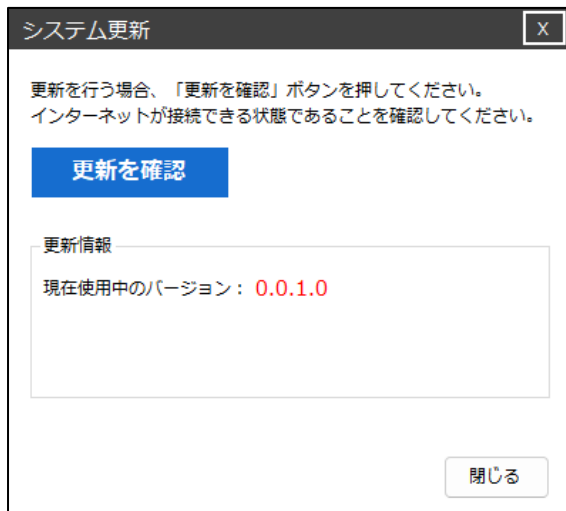 システム更新
X
更新を行う場合、「更新を確認」ボタンを押してください。
インターネットが接続できる状態であることを確認してください。
更新を確認
更新情報
現在使用中のバージョン： 0.0.1.0
閉じる